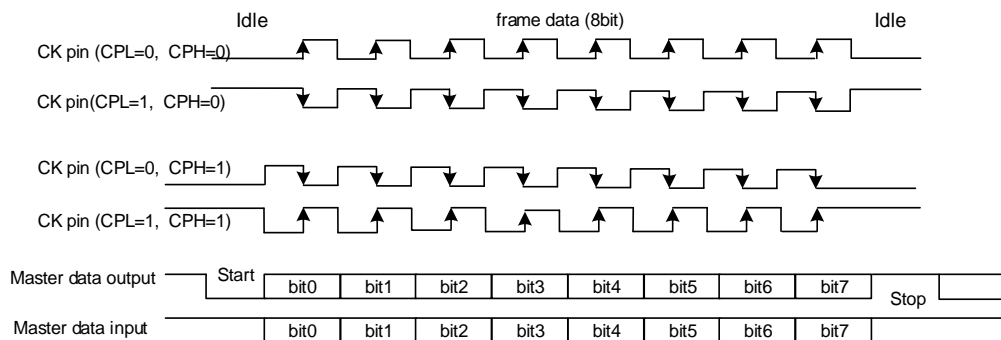 Idle frame data (8bit) Idle
CK pin (CPL=0, CPH=0)
CK pin(CPL=1, CPH=0)
CK pin (CPL=0, CPH=1)
CK pin (CPL=1, CPH=1)
Master data output Start bit0 bit1 bit2 bit3 bit4 bit5 bit6 bit7 Stop
Master data input bit0 bit1 bit2 bit3 bit4 bit5 bit6 bit7